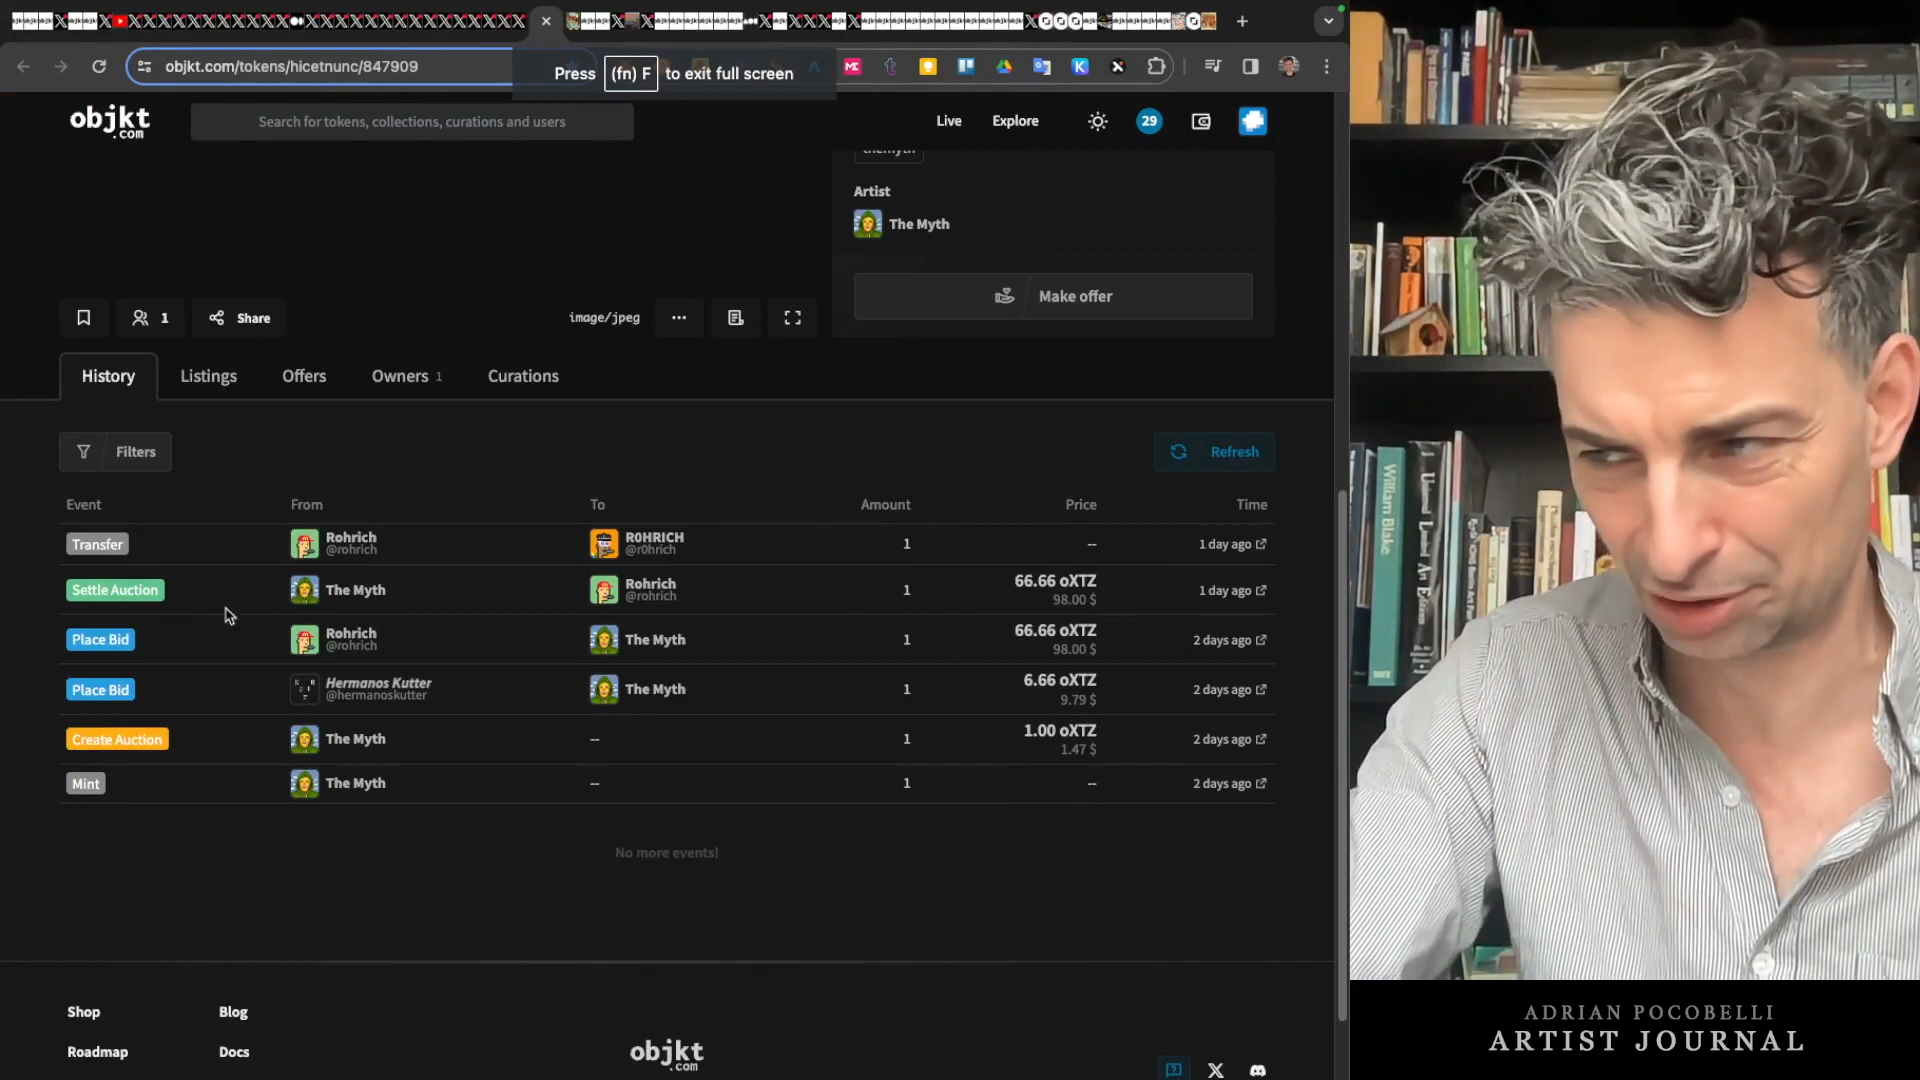 objkt.com/tokens/hicetnunc/847909
Press (fn) F to exit full screen
objkt
.com
Search for tokens, collections, curations and users
Live
Explore
29
themyth
Artist
The Myth
Make offer
1
Share
image/jpeg
History
Listings
Offers
Owners 1
Curations
Filters
Refresh
Event From To Amount Price Time
Transfer Rohrich @rohrich R0HRICH @r0hrich 1 -- 1 day ago
Settle Auction The Myth Rohrich @rohrich 1 66.66 oXTZ 98.00 $ 1 day ago
Place Bid Rohrich @rohrich The Myth 1 66.66 oXTZ 98.00 $ 2 days ago
Place Bid Hermanos Kutter @hermanoskutter The Myth 1 6.66 oXTZ 9.79 $ 2 days ago
Create Auction The Myth -- 1 1.00 oXTZ 1.47 $ 2 days ago
Mint The Myth -- 1 -- 2 days ago
No more events!
Shop
Blog
Roadmap
Docs
objkt
.com
William Blake
ADRIAN POCOBELLI
ARTIST JOURNAL